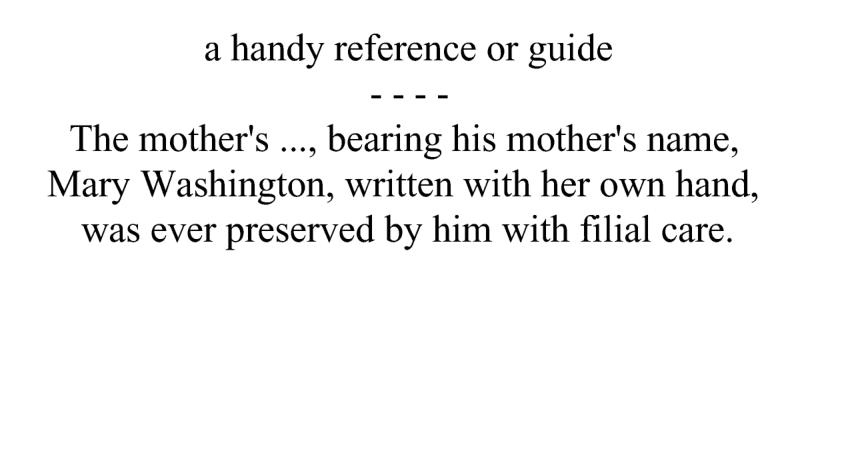 a handy reference or guide
- - - -
The mother's ..., bearing his mother's name,
Mary Washington, written with her own hand,
was ever preserved by him with filial care.